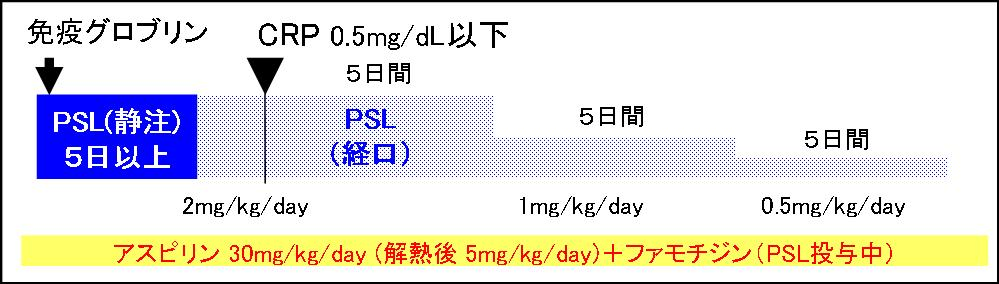 免疫グロブリン
CRP 0.5mg/dL以下
5日間
PSL(静注)
5日以上
PSL
(経口)
5日間
5日間
2mg/kg/day
1mg/kg/day
0.5mg/kg/day
アスピリン 30mg/kg/day (解熱後 5mg/kg/day)+ファモチジン(PSL投与中)